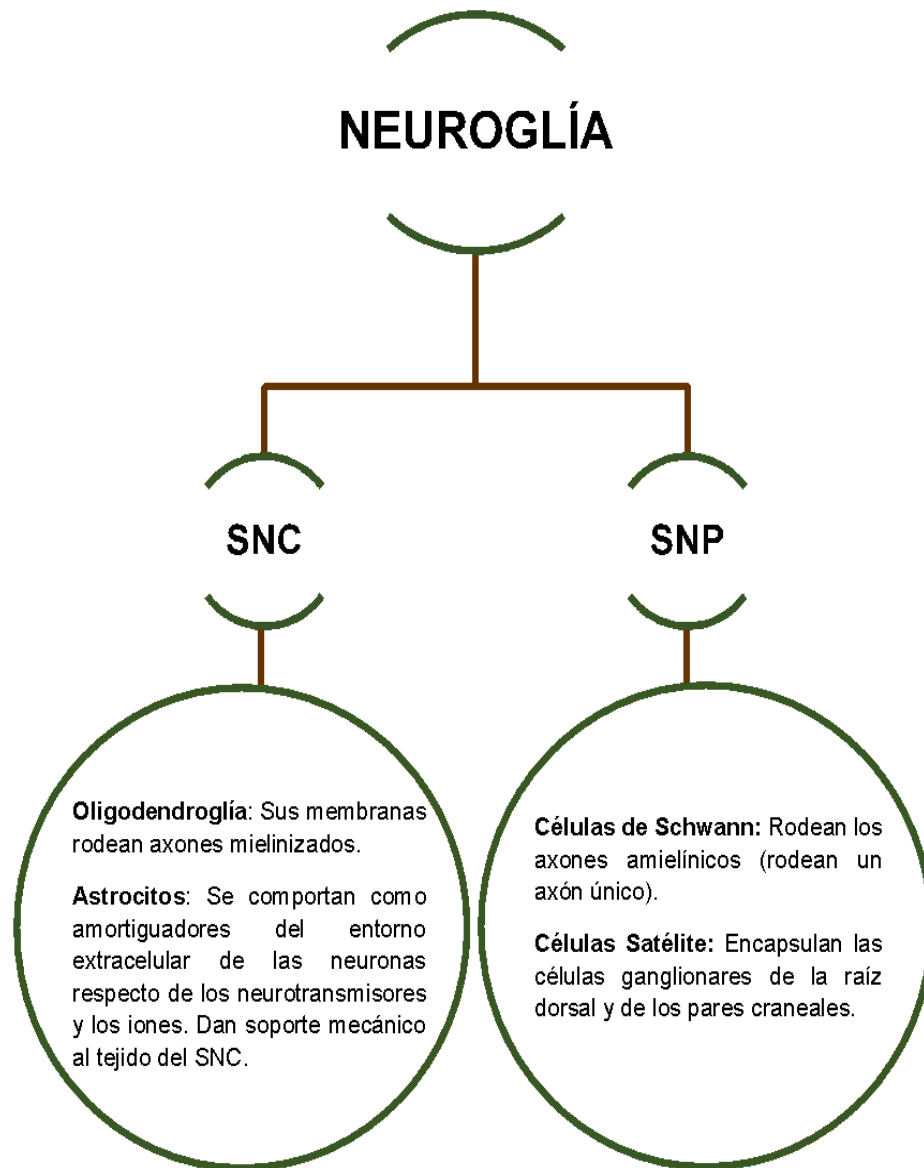 NEUROGLÍA
SNC
SNP
Oligodendroglía: Sus membranas
rodean axones mielinizados.
Astrocitos: Se comportan como
amortiguadores del entorno
extracelular de las neuronas
respecto de los neurotransmisores
y los iones. Dan soporte mecánico
al tejido del SNC.
Células de Schwann: Rodean los
axones amielínicos (rodean un
axón único).
Células Satélite: Encapsulan las
células ganglionares de la raíz
dorsal y de los pares craneales.